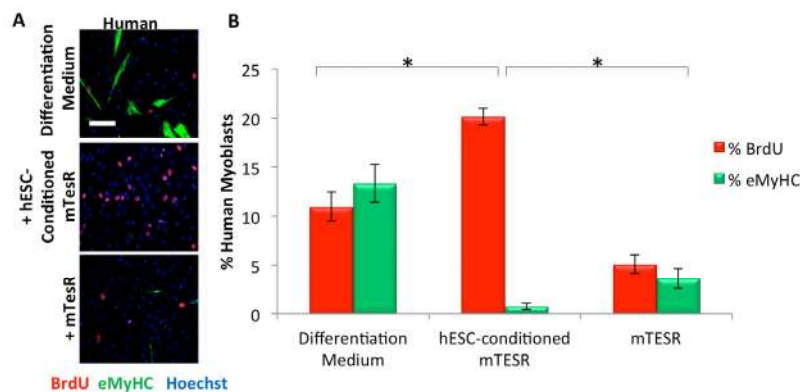 A
Human
Differentiation
Medium
+ hESC-
Conditioned
mTesR
+ mTesR
BrdU eMyHC Hoechst
B
% Human Myoblasts
25
20
15
10
5
0
*
*
Differentiation
Medium
hESC-conditioned
mTESR
mTESR
% BrdU
% eMyHC